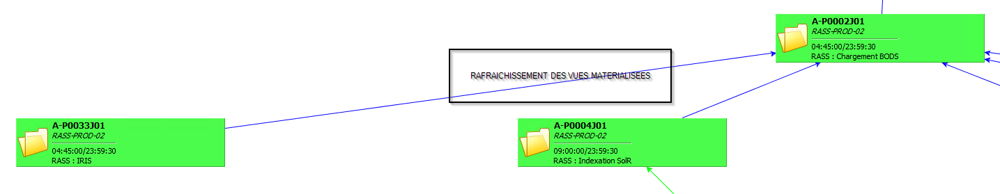 A-P0002J01
RASS-PROD-02
04:45:00/23:59:30
RASS : Chargement BODS
RAFRAICHISSEMENT DES VUES MATERIALISEES
A-P0033J01
RASS-PROD-02
04:45:00/23:59:30
RASS : IRIS
A-P0004J01
RASS-PROD-02
09:00:00/23:59:30
RASS : Indexation SolR